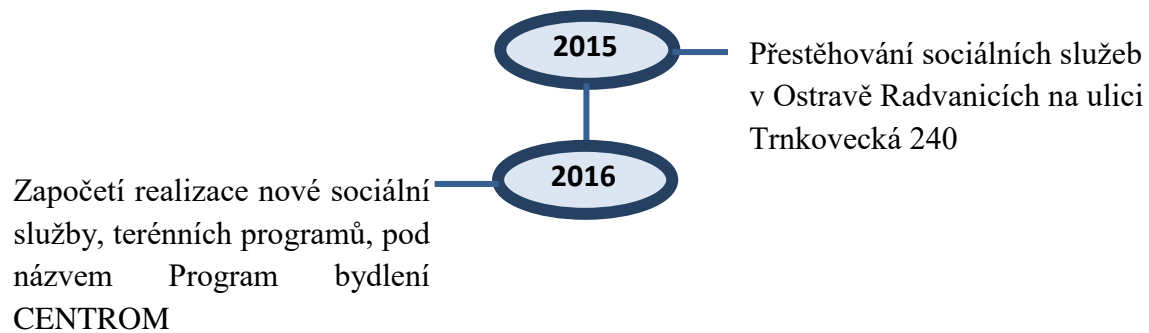 2015
Přestěhování sociálních služeb
v Ostravě Radvanicích na ulici
Trnkovecká 240
2016
Započetí realizace nové sociální
služby, terénních programů, pod
názvem Program bydlení
CENTROM